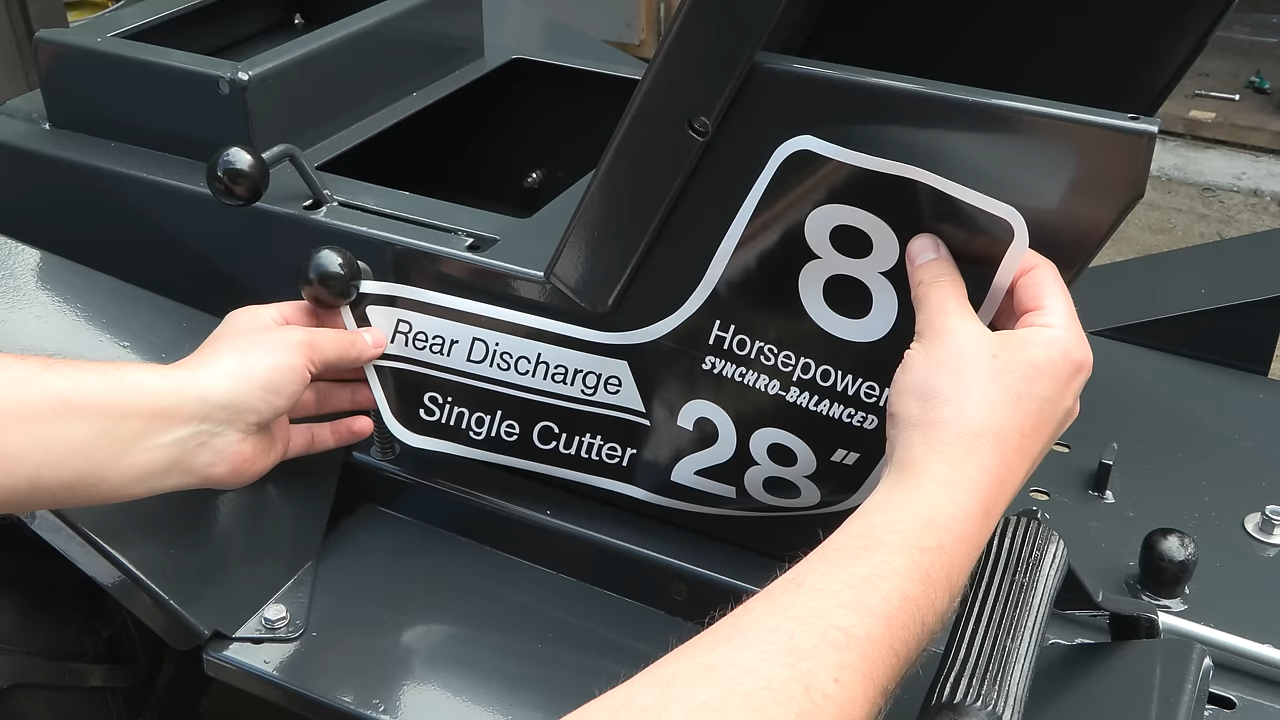 8
Horsepower
SYNCHRO-BALANCED
Rear Discharge
Single Cutter
28"